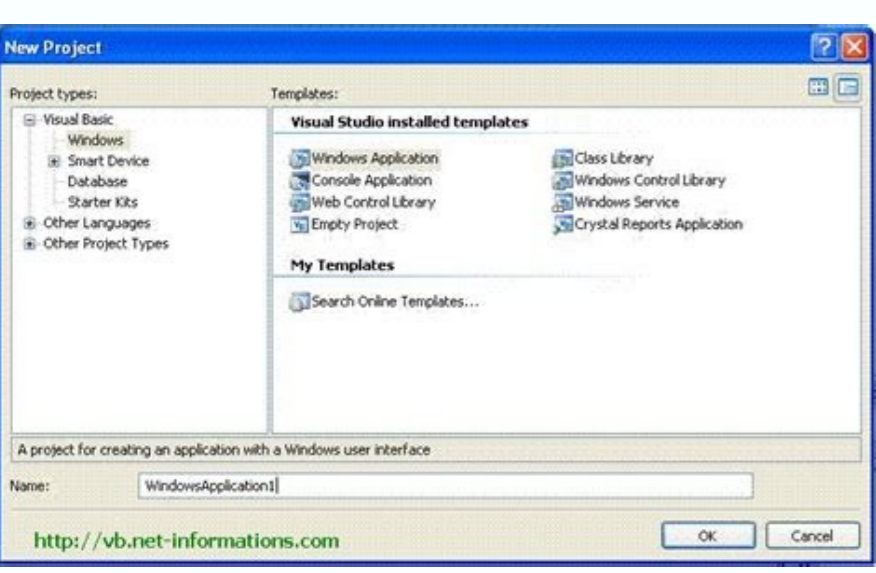 New Project
Project types:
Templates:
Visual Basic
Windows
Smart Device
Database
Starter Kits
Other Languages
Other Project Types
Visual Studio installed templates
Windows Application
Console Application
Web Control Library
Empty Project
Class Library
Windows Control Library
Windows Service
Crystal Reports Application
My Templates
Search Online Templates...
A project for creating an application with a Windows user interface
Name:
WindowsApplication1
http://vb.net-informations.com
OK
Cancel